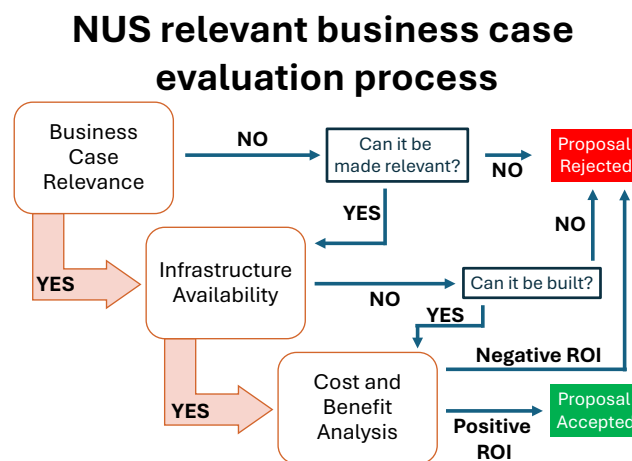 NUS relevant business case
evaluation process
Business
Case
Relevance
NO
Can it be
made relevant?
NO
Proposal
Rejected
YES
NO
YES
Infrastructure
Availability
NO
Can it be built?
YES
Negative ROI
YES
Cost and
Benefit
Analysis
Positive
ROI
Proposal
Accepted